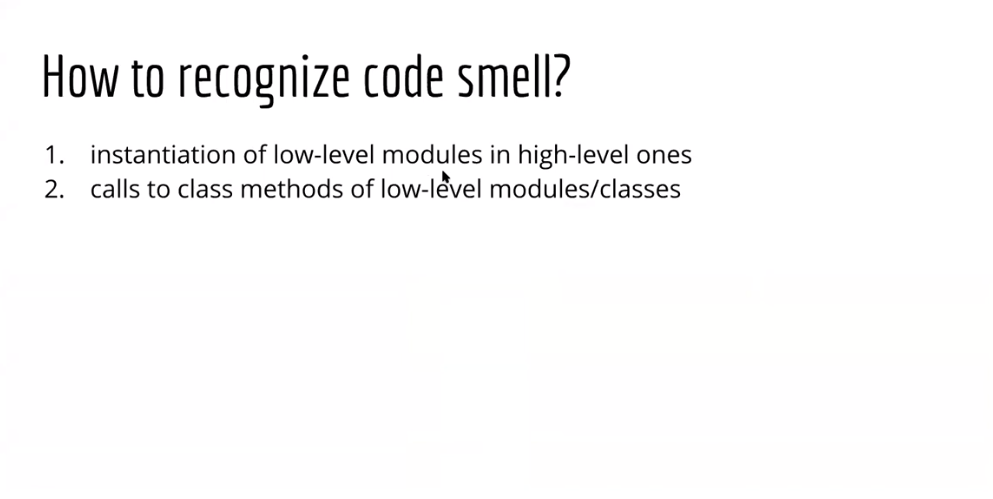 How to recognize code smell?
1. instantiation of low-level modules in high-level ones
2. calls to class methods of low-level modules/classes